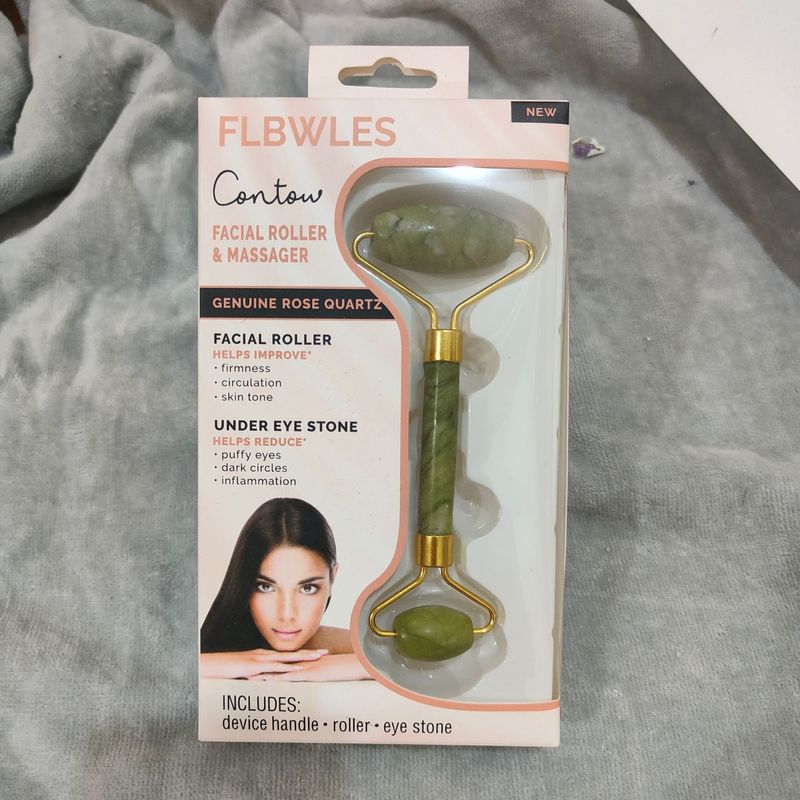 NEW
FLBWLES
Contour
FACIAL ROLLER
& MASSAGER
GENUINE ROSE QUARTZ
FACIAL ROLLER
HELPS IMPROVE*
· firmness
· circulation
· skin tone
UNDER EYE STONE
HELPS REDUCE*
· puffy eyes
· dark circles
· inflammation
INCLUDES:
device handle • roller • eye stone